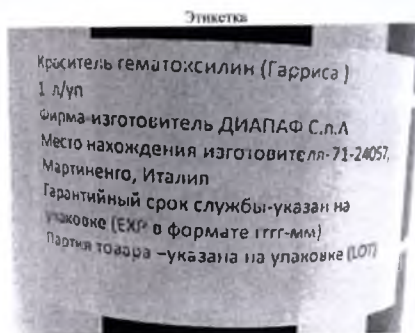 Этикетка
Краситель гематоксилин (Гарриса )
1 л/уп
Фирма-изготовитель ДИАПАФ С.п.А
Место нахождения изготовителя-71-24057,
Мартиненго, Италип
Гарантийный срок службы-указан на
упаковке (EXP в формате гггг-мм)
Партия товара –указана на упаковке (LOT)